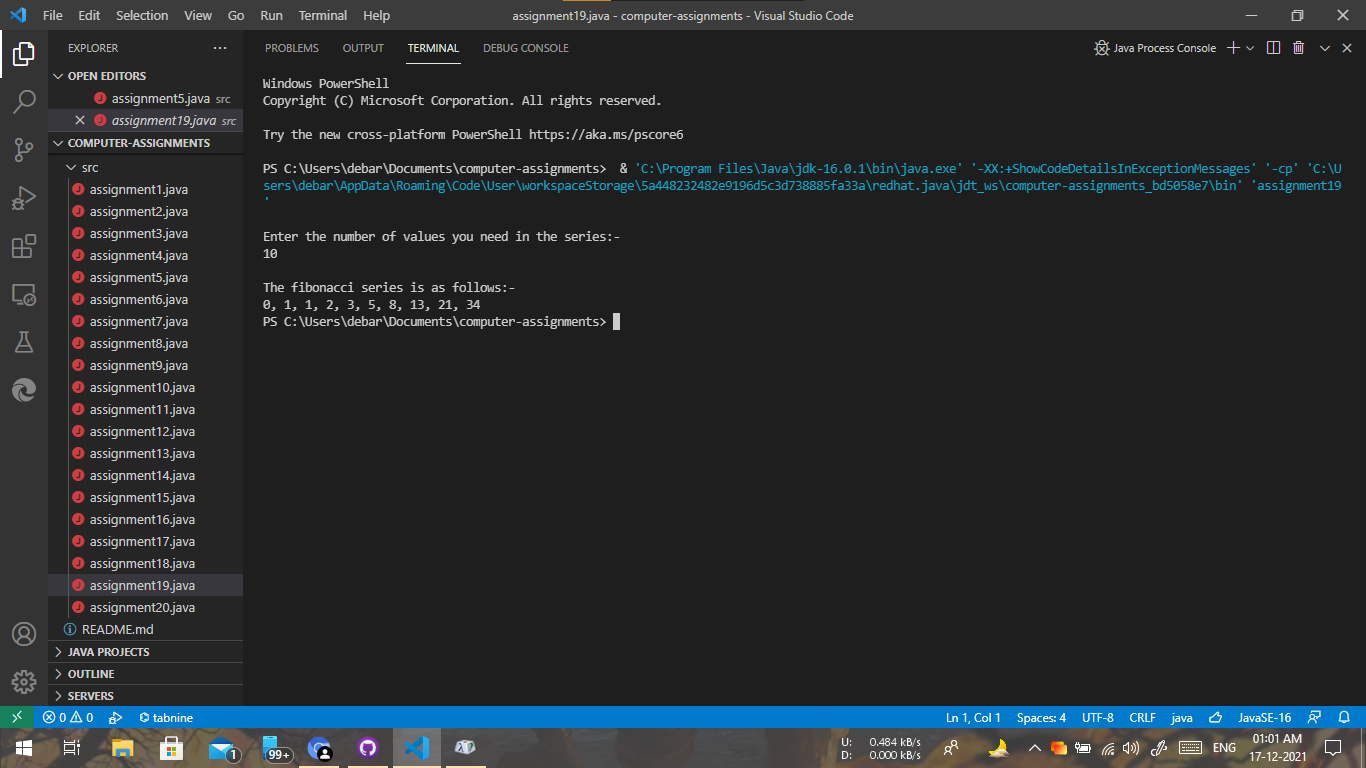 File Edit Selection View Go Run Terminal Help
assignment19.java - computer-assignments - Visual Studio Code
EXPLORER
OPEN EDITORS
assignment5.java src
assignment19.java src
COMPUTER-ASSIGNMENTS
src
assignment1.java
assignment2.java
assignment3.java
assignment4.java
assignment5.java
assignment6.java
assignment7.java
assignment8.java
assignment9.java
assignment10.java
assignment11.java
assignment12.java
assignment13.java
assignment14.java
assignment15.java
assignment16.java
assignment17.java
assignment18.java
assignment19.java
assignment20.java
README.md
JAVA PROJECTS
OUTLINE
SERVERS
PROBLEMS OUTPUT TERMINAL DEBUG CONSOLE
Java Process Console
Windows PowerShell
Copyright (C) Microsoft Corporation. All rights reserved.
Try the new cross-platform PowerShell https://aka.ms/pscore6
PS C:\Users\debar\Documents\computer-assignments>  & 'C:\Program Files\Java\jdk-16.0.1\bin\java.exe' '-XX:+ShowCodeDetailsInExceptionMessages' '-cp' 'C:\U
sers\debar\AppData\Roaming\Code\User\workspaceStorage\5a448232482e9196d5c3d738885fa33a\redhat.java\jdt_ws\computer-assignments_bd5058e7\bin' 'assignment19
'
Enter the number of values you need in the series:-
10
The fibonacci series is as follows:-
0, 1, 1, 2, 3, 5, 8, 13, 21, 34
PS C:\Users\debar\Documents\computer-assignments>
0 0 tabnine
Ln 1, Col 1 Spaces: 4 UTF-8 CRLF java JavaSE-16
1
99+
U: 0.484 kB/s
D: 0.000 kB/s
ENG
01:01 AM
17-12-2021